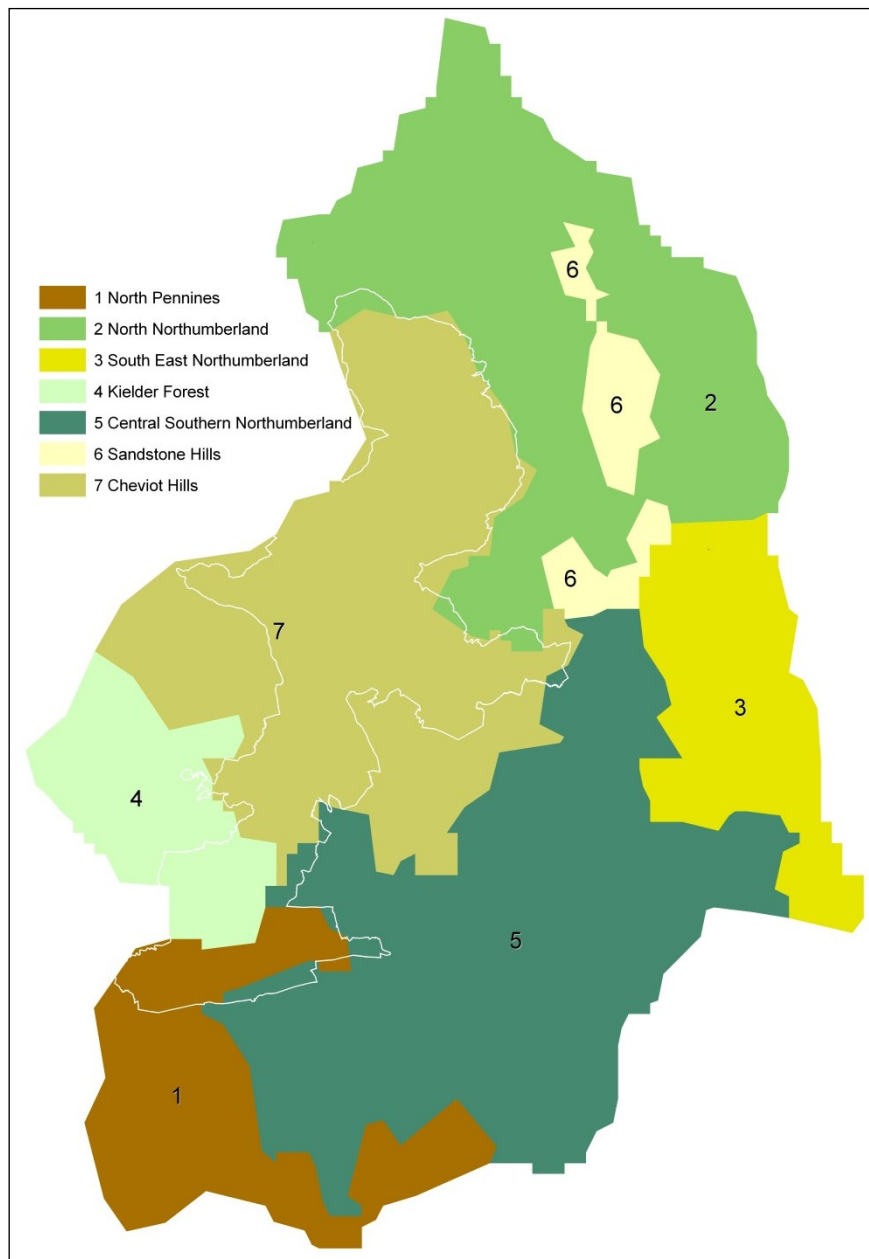 6
1 North Pennines
2 North Northumberland
3 South East Northumberland
4 Kielder Forest
5 Central Southern Northumberland
6 Sandstone Hills
7 Cheviot Hills
6
2
6
7
3
4
5
1